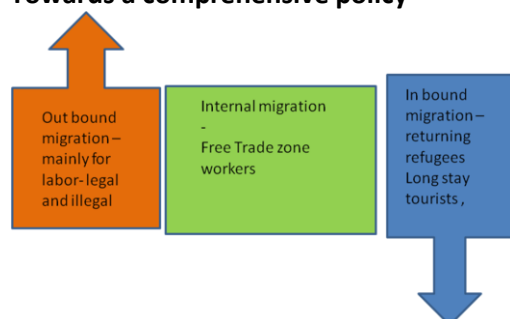 Towards a comprehensive policy
Out bound
migration –
mainly for
labor- legal
and illegal
Internal migration
-
Free Trade zone
workers
In bound
migration –
returning
refugees
Long stay
tourists ,